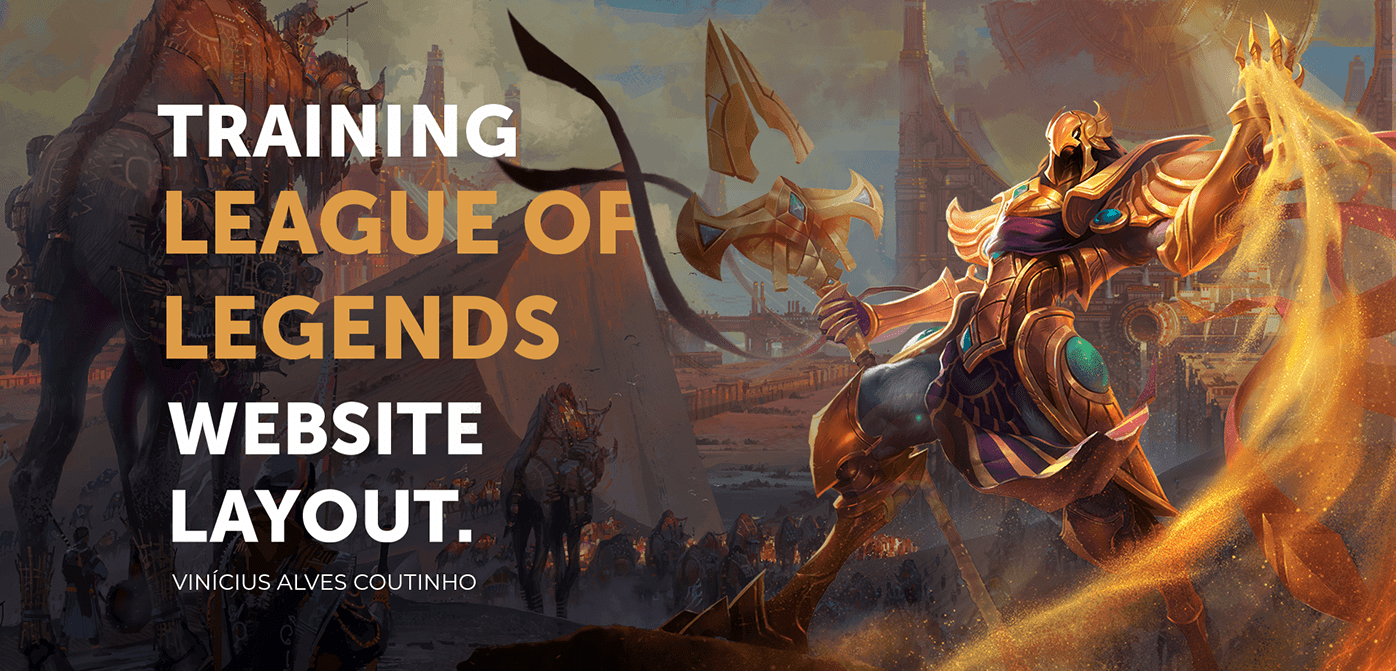 TRAINING
LEAGUE OF
LEGENDS
WEBSITE
LAYOUT.
VINÍCIUS ALVES COUTINHO